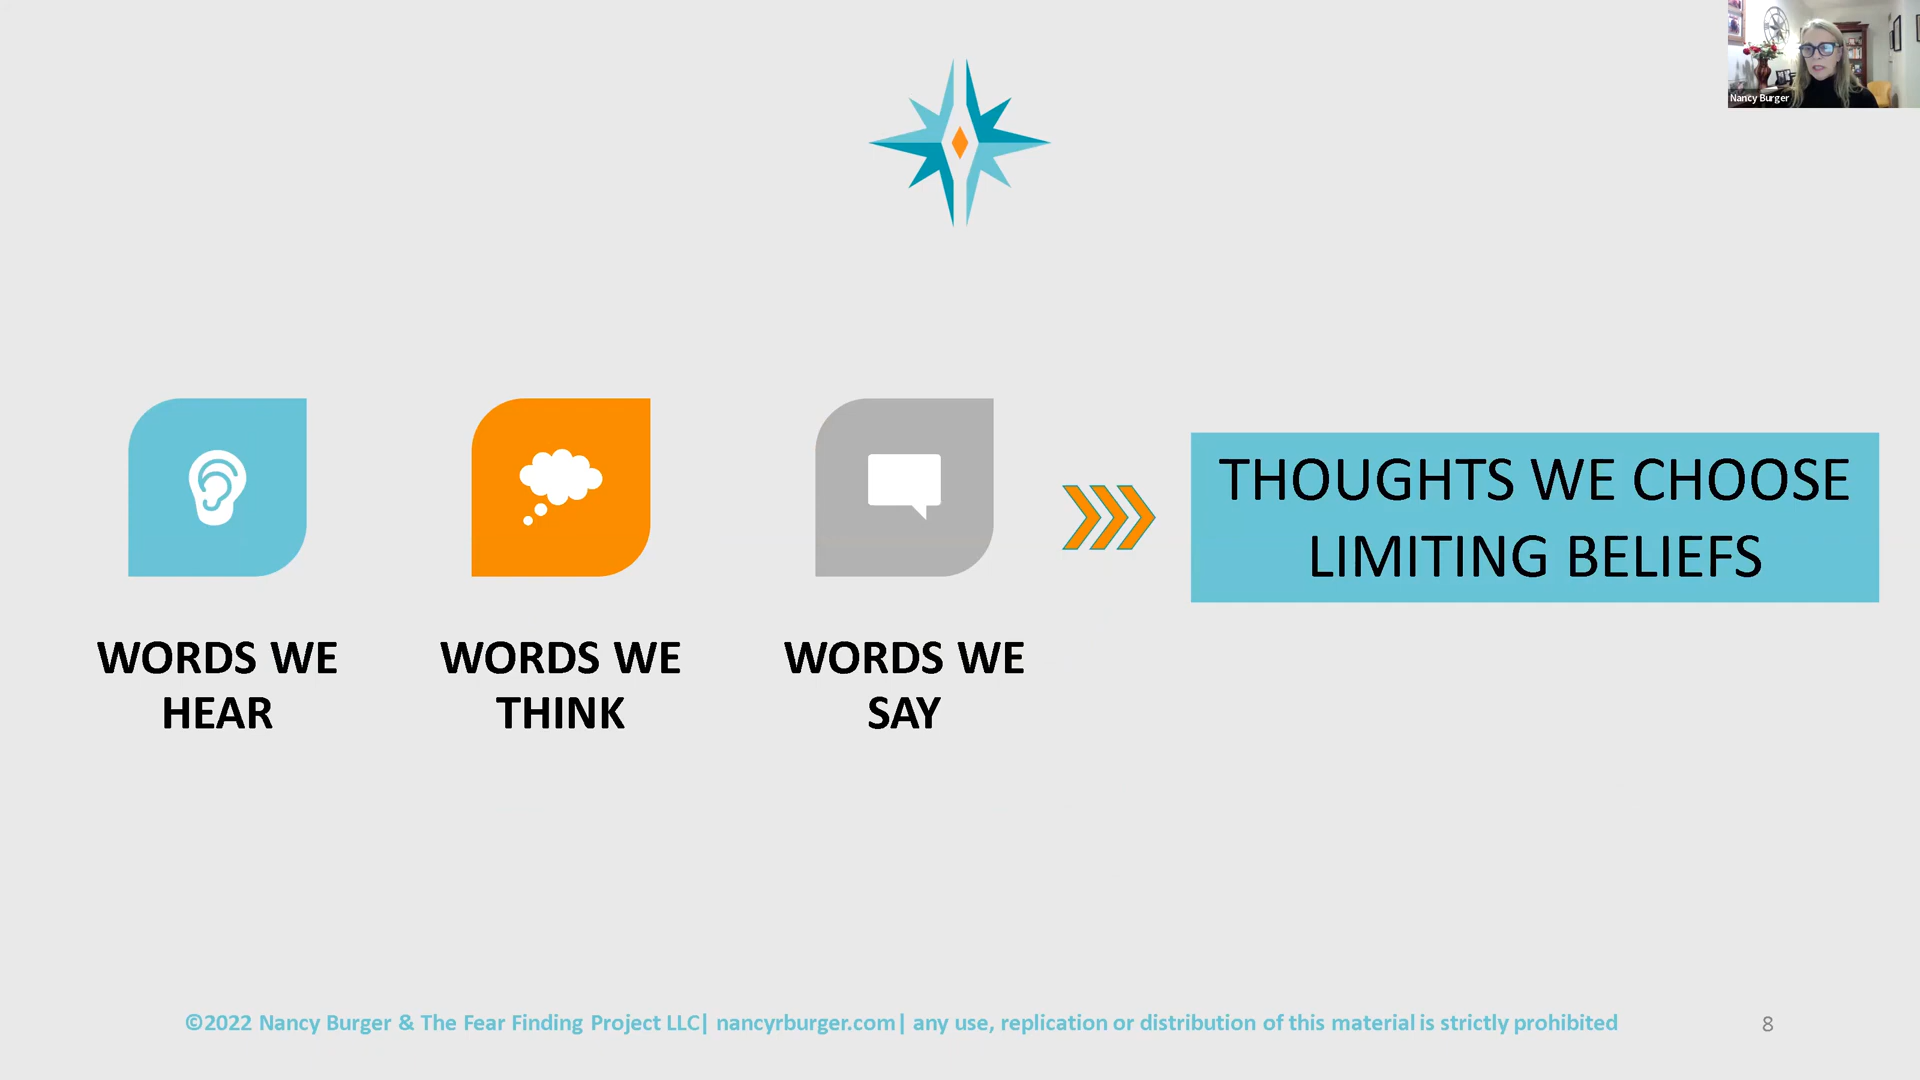 Nancy Burger
WORDS WE
HEAR
WORDS WE
THINK
WORDS WE
SAY
THOUGHTS WE CHOOSE
LIMITING BELIEFS
©2022 Nancy Burger & The Fear Finding Project LLC| nancyrburger.com| any use, replication or distribution of this material is strictly prohibited
8